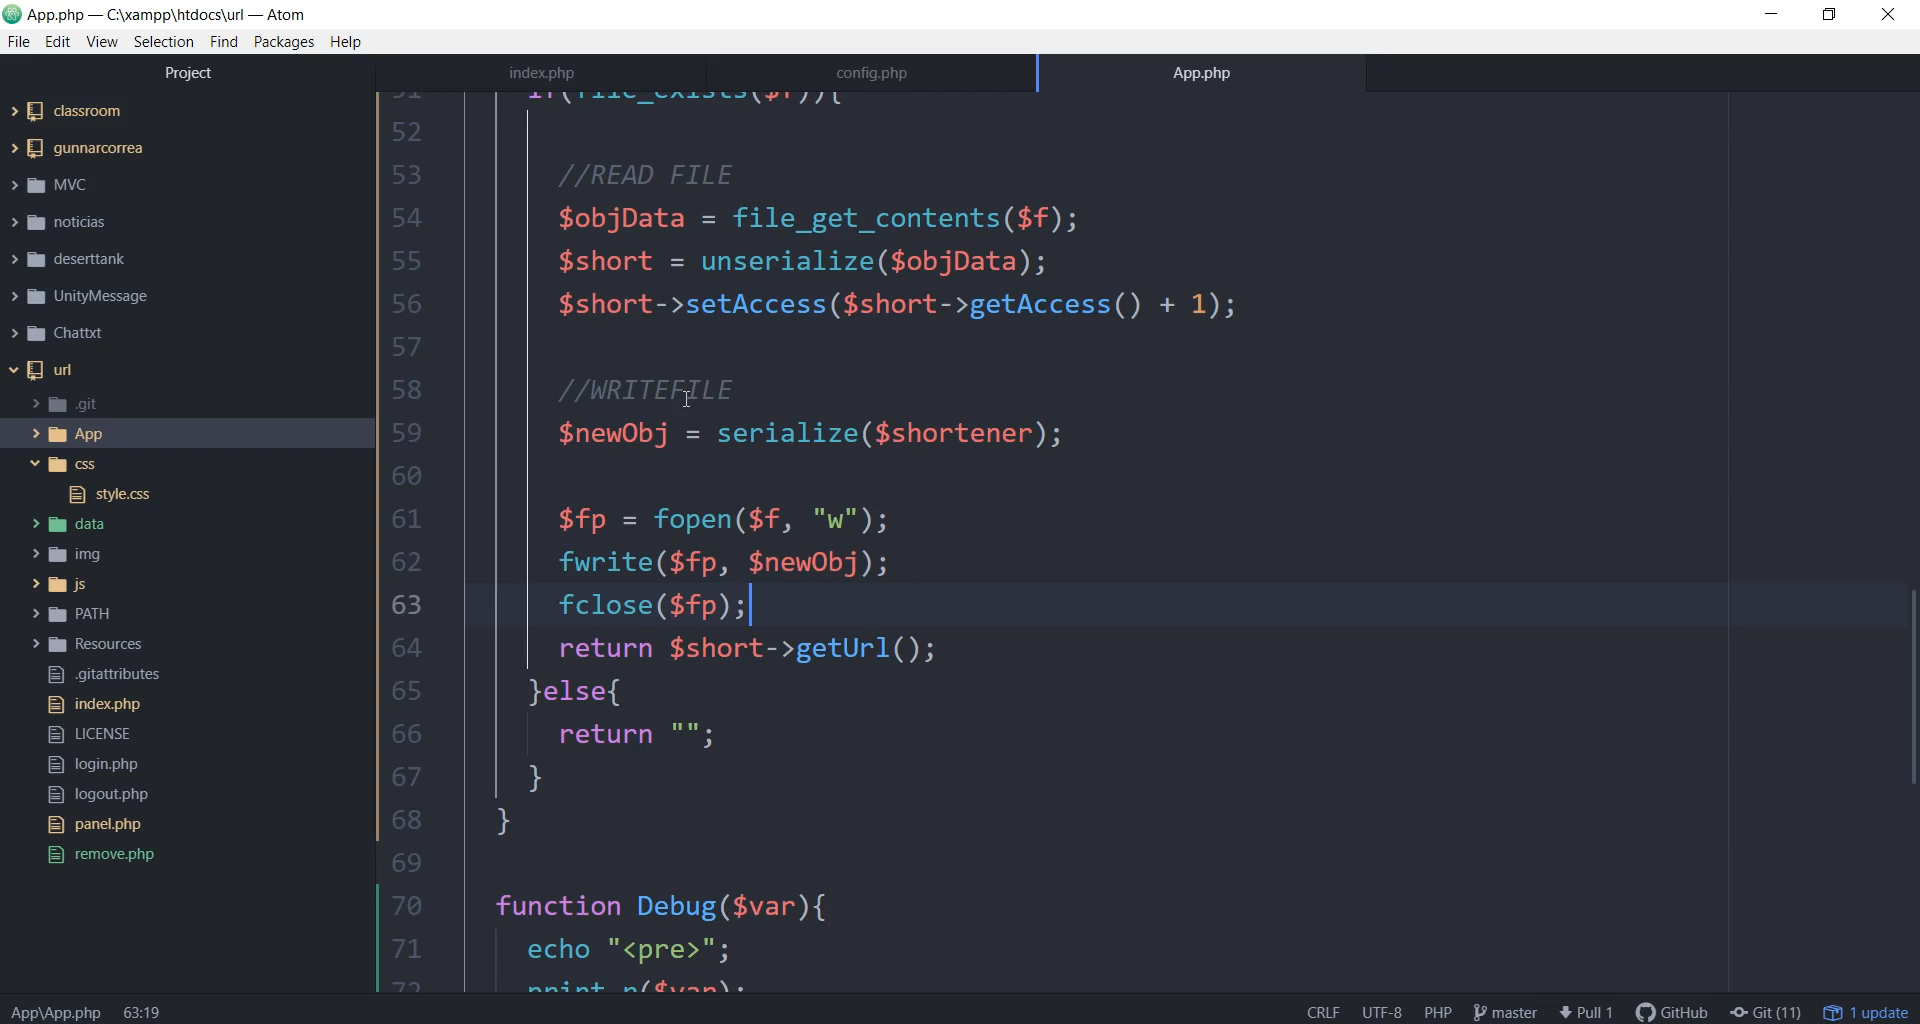 App.php — C:\xampp\htdocs\url — Atom
File Edit View Selection Find Packages Help
Project
index.php
config.php
App.php
classroom
gunnarcorrea
MVC
noticias
deserttank
UnityMessage
Chattxt
url
.git
App
css
style.css
data
img
js
PATH
Resources
.gitattributes
index.php
LICENSE
login.php
logout.php
panel.php
remove.php
51 if(file_exists($f)){
52
53 //READ FILE
54 $objData = file_get_contents($f);
55 $short = unserialize($objData);
56 $short->setAccess($short->getAccess() + 1);
57
58 //WRITEFILE
59 $newObj = serialize($shortener);
60
61 $fp = fopen($f, "w");
62 fwrite($fp, $newObj);
63 fclose($fp);
64 return $short->getUrl();
65 }else{
66 return "";
67 }
68 }
69
70 function Debug($var){
71 echo "<pre>";
72 print_r($var);
App\App.php 63:19 CRLF UTF-8 PHP master Pull 1 GitHub Git (11) 1 update